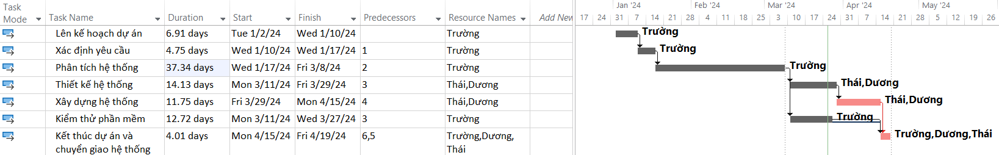 Task Mode Task Name Duration Start Finish Predecessors Resource Names Add New
Lên kế hoạch dự án 6.91 days Tue 1/2/24 Wed 1/10/24 Trường
Xác định yêu cầu 4.75 days Wed 1/10/24 Wed 1/17/24 1 Trường
Phân tích hệ thống 37.34 days Wed 1/17/24 Fri 3/8/24 2 Trường
Thiết kế hệ thống 14.13 days Mon 3/11/24 Fri 3/29/24 3 Thái,Dương
Xây dựng hệ thống 11.75 days Fri 3/29/24 Mon 4/15/24 4 Thái,Dương
Kiểm thử phần mềm 12.72 days Mon 3/11/24 Wed 3/27/24 3 Trường
Kết thúc dự án và 4.01 days Mon 4/15/24 Fri 4/19/24 6,5 Trường,Dương,
chuyển giao hệ thống Thái
Jan '24 Feb '24 Mar '24 Apr '24 May '24
17 24 31 7 14 21 28 4 11 18 25 3 10 17 24 31 7 14 21 28 5 12 19 26
Trường
Trường
Trường
Thái,Dương
Thái,Dương
Trường
Trường,Dương,Thái